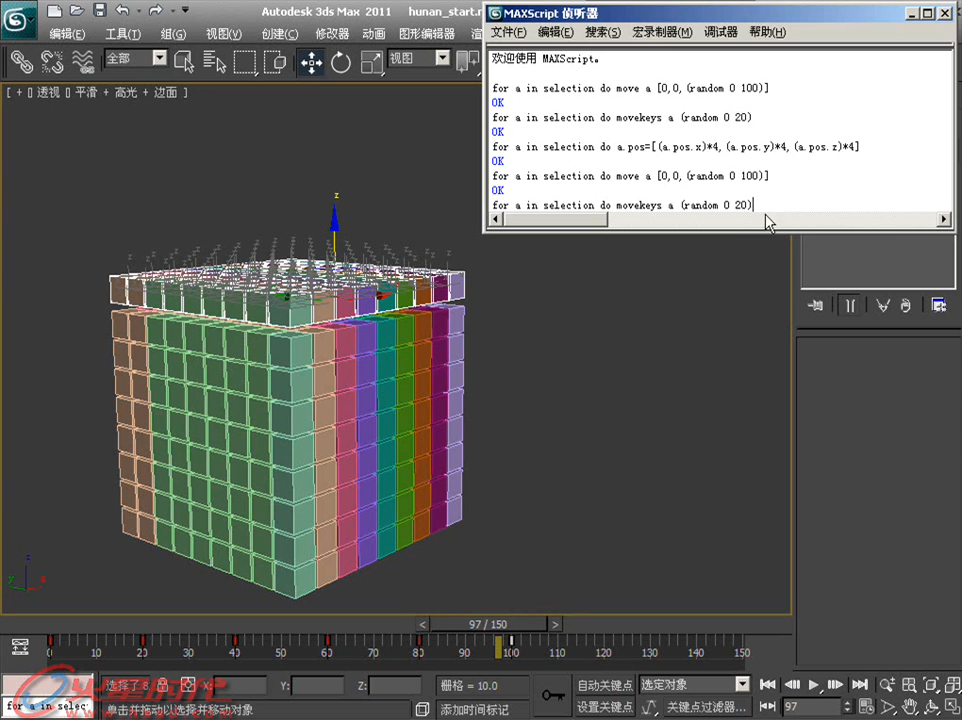 Autodesk 3ds Max 2011 hunan_start.m
编辑(E) 工具(T) 组(G) 视图(V) 创建(C) 修改器 动画 图形编辑器 渲
全部 视图
[ + [] 透视 ] 平滑 + 高光 + 边面 ]
MAXScript 侦听器
文件(F) 编辑(E) 搜索(S) 宏录制器(M) 调试器 帮助(H)
欢迎使用 MAXScript。
for a in selection do move a [0,0,(random 0 100)]
OK
for a in selection do movekeys a (random 0 20)
OK
for a in selection do a.pos=[(a.pos.x)*4,(a.pos.y)*4,(a.pos.z)*4]
OK
for a in selection do move a [0,0,(random 0 100)]
OK
for a in selection do movekeys a (random 0 20)
z
z
x
y
97 / 150
0 10 20 30 40 50 60 70 80 90 100 110 120 130 140 150
选择了 8 X: Y: Z: 栅格 = 10.0 自动关键点 选定对象
for a in selec 单击并拖动以选择并移动对象 添加时间标记 设置关键点 关键点过滤器... 97